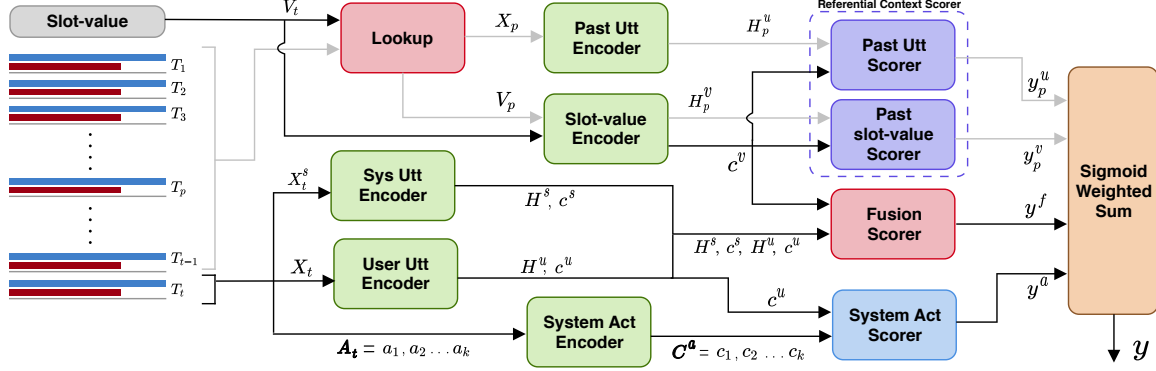 Slot-value
V_t
Referential Context Scorer
Lookup
X_p
Past Utt
Encoder
H_p^u
Past Utt
Scorer
y_p^u
T_1
T_2
T_3
V_p
Slot-value
Encoder
H_p^v
Past
slot-value
Scorer
c^v
y_p^v
T_p
X_t^s
Sys Utt
Encoder
H^s, c^s
Sigmoid
Weighted
Sum
Fusion
Scorer
y^f
H^s, c^s, H^u, c^u
T_{t-1}
X_t
User Utt
Encoder
H^u, c^u
T_t
c^u
y^a
System Act
Encoder
System Act
Scorer
A_t = a_1, a_2 ... a_k
C^a = c_1, c_2 ... c_k
y